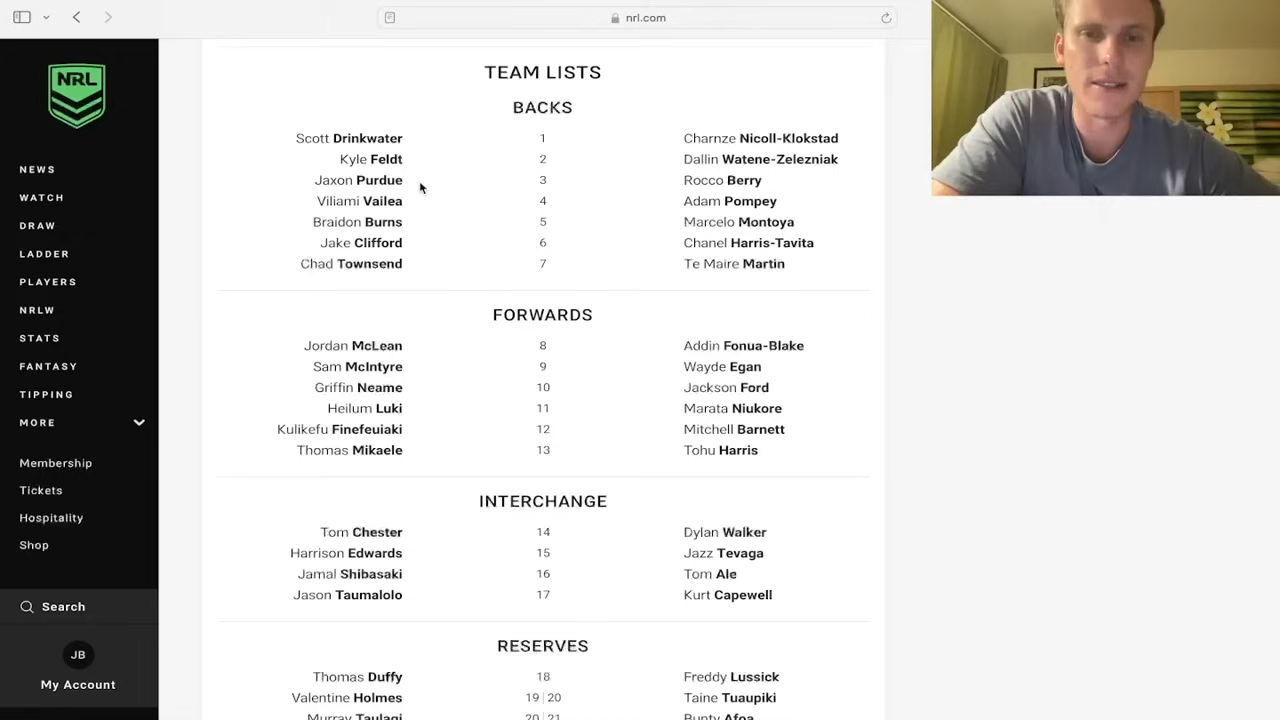 nrl.com
NRL
NEWS
WATCH
DRAW
LADDER
PLAYERS
NRLW
STATS
FANTASY
TIPPING
MORE
Membership
Tickets
Hospitality
Shop
Search
JB
My Account
TEAM LISTS
BACKS
Scott Drinkwater 1 Charnze Nicoll-Klokstad
Kyle Feldt 2 Dallin Watene-Zelezniak
Jaxon Purdue 3 Rocco Berry
Viliami Vailea 4 Adam Pompey
Braidon Burns 5 Marcelo Montoya
Jake Clifford 6 Chanel Harris-Tavita
Chad Townsend 7 Te Maire Martin
FORWARDS
Jordan McLean 8 Addin Fonua-Blake
Sam McIntyre 9 Wayde Egan
Griffin Neame 10 Jackson Ford
Heilum Luki 11 Marata Niukore
Kulikefu Finefeuiaki 12 Mitchell Barnett
Thomas Mikaele 13 Tohu Harris
INTERCHANGE
Tom Chester 14 Dylan Walker
Harrison Edwards 15 Jazz Tevaga
Jamal Shibasaki 16 Tom Ale
Jason Taumalolo 17 Kurt Capewell
RESERVES
Thomas Duffy 18 Freddy Lussick
Valentine Holmes 19 | 20 Taine Tuaupiki
Murray Taulagi 20 | 21 Bunty Afoa